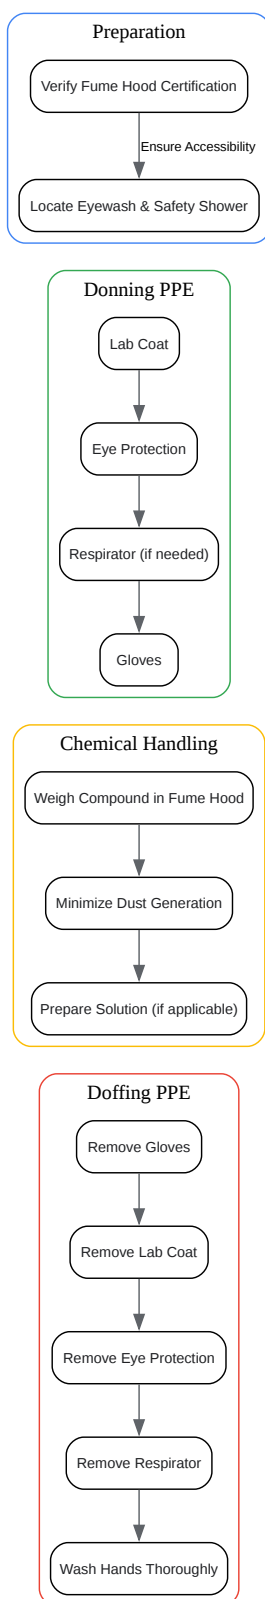 Preparation
Verify Fume Hood Certification
Ensure Accessibility
Locate Eyewash & Safety Shower
Donning PPE
Lab Coat
Eye Protection
Respirator (if needed)
Gloves
Chemical Handling
Weigh Compound in Fume Hood
Minimize Dust Generation
Prepare Solution (if applicable)
Doffing PPE
Remove Gloves
Remove Lab Coat
Remove Eye Protection
Remove Respirator
Wash Hands Thoroughly